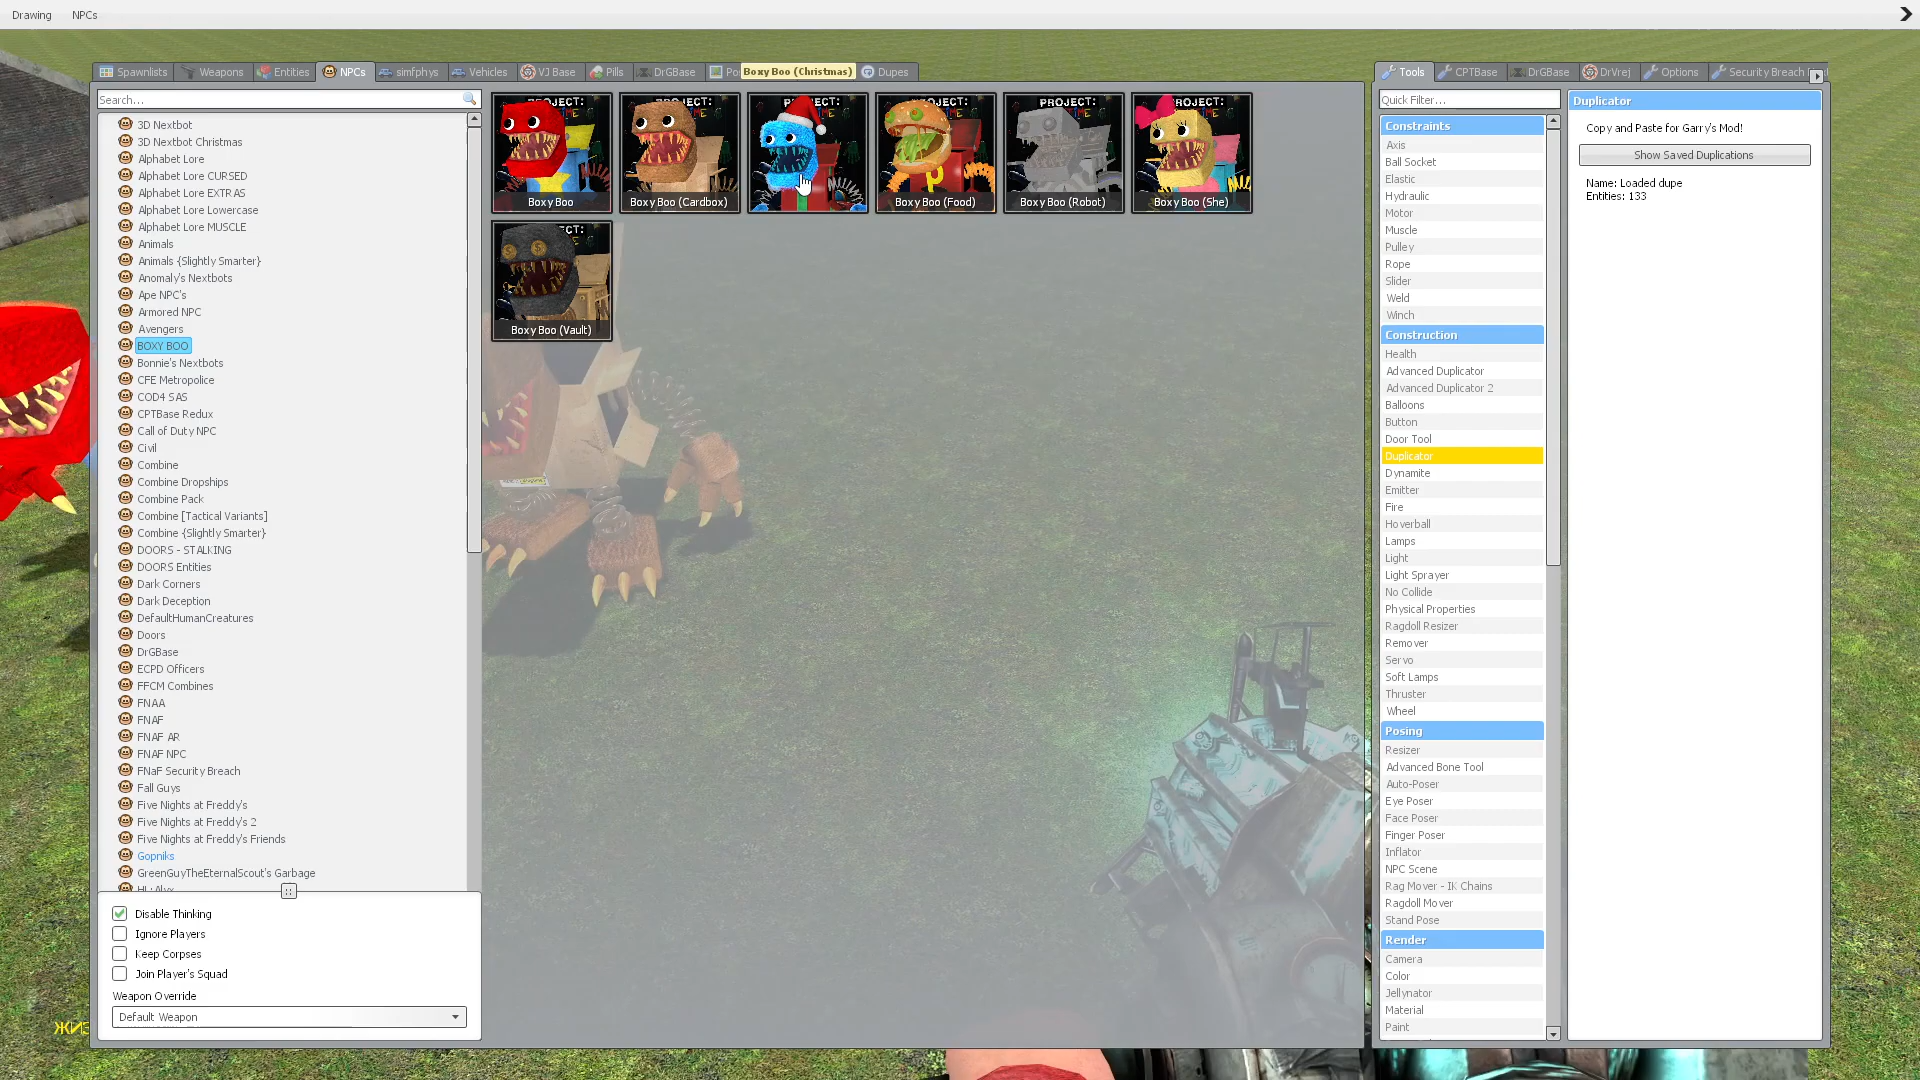 Drawing NPCs
Spawnlists Weapons Entities NPCs simfphys Vehicles VJ Base Pills DrGBase Po Boxy Boo (Christmas) Dupes
Search...
3D Nextbot
3D Nextbot Christmas
Alphabet Lore
Alphabet Lore CURSED
Alphabet Lore EXTRAS
Alphabet Lore Lowercase
Alphabet Lore MUSCLE
Animals
Animals {Slightly Smarter}
Anomaly's Nextbots
Ape NPC's
Armored NPC
Avengers
BOXY BOO
Bonnie's Nextbots
CFE Metropolice
COD4 SAS
CPTBase Redux
Call of Duty NPC
Civil
Combine
Combine Dropships
Combine Pack
Combine [Tactical Variants]
Combine {Slightly Smarter}
DOORS - STALKING
DOORS Entities
Dark Corners
Dark Deception
DefaultHumanCreatures
Doors
DrGBase
ECPD Officers
FFCM Combines
FNAA
FNAF
FNAF AR
FNAF NPC
FNaF Security Breach
Fall Guys
Five Nights at Freddy's
Five Nights at Freddy's 2
Five Nights at Freddy's Friends
Gopniks
GreenGuyTheEternalScout's Garbage
HL: Alyx
Disable Thinking
Ignore Players
Keep Corpses
Join Player's Squad
Weapon Override
Default Weapon
ЖИЗ
Boxy Boo
Boxy Boo (Cardbox)
Boxy Boo (Food)
PROJECT:
Boxy Boo (Robot)
Boxy Boo (She)
Boxy Boo (Vault)
Tools CPTBase DrGBase DrVrej Options Security Breach
Quick Filter...
Constraints
Axis
Ball Socket
Elastic
Hydraulic
Motor
Muscle
Pulley
Rope
Slider
Weld
Winch
Construction
Health
Advanced Duplicator
Advanced Duplicator 2
Balloons
Button
Door Tool
Duplicator
Dynamite
Emitter
Fire
Hoverball
Lamps
Light
Light Sprayer
No Collide
Physical Properties
Ragdoll Resizer
Remover
Servo
Soft Lamps
Thruster
Wheel
Posing
Resizer
Advanced Bone Tool
Auto-Poser
Eye Poser
Face Poser
Finger Poser
Inflator
NPC Scene
Rag Mover - IK Chains
Ragdoll Mover
Stand Pose
Render
Camera
Color
Jellynator
Material
Paint
Duplicator
Copy and Paste for Garry's Mod!
Show Saved Duplications
Name: Loaded dupe
Entities: 133